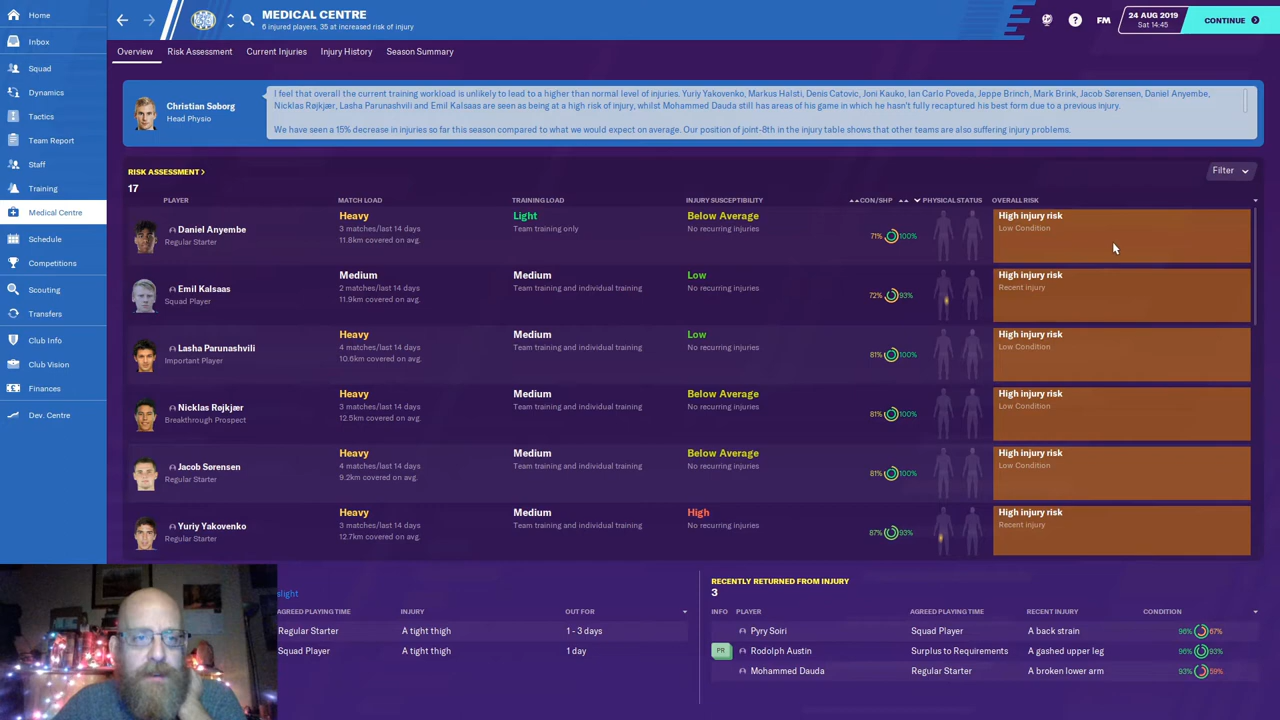 Home
Inbox
Squad
Dynamics
Tactics
Team Report
Staff
Training
Medical Centre
Schedule
Competitions
Scouting
Transfers
Club Info
Club Vision
Finances
Dev. Centre
MEDICAL CENTRE
6 injured players, 35 at increased risk of injury
FM
24 AUG 2019
Sat 14:45
CONTINUE
Overview
Risk Assessment
Current Injuries
Injury History
Season Summary
Christian Søborg
Head Physio
I feel that overall the current training workload is unlikely to lead to a higher than normal level of injuries. Yuriy Yakovenko, Markus Halsti, Denis Catovic, Joni Kauko, Ian Carlo Poveda, Jeppe Brinch, Mark Brink, Jacob Sørensen, Daniel Anyembe,
Nicklas Røjkjær, Lasha Parunashvili and Emil Kalsaas are seen as being at a high risk of injury, whilst Mohammed Dauda still has areas of his game in which he hasn't fully recaptured his best form due to a previous injury.
We have seen a 15% decrease in injuries so far this season compared to what we would expect on average. Our position of joint-8th in the injury table shows that other teams are also suffering injury problems.
RISK ASSESSMENT
17
Filter
PLAYER MATCH LOAD TRAINING LOAD INJURY SUSCEPTIBILITY CON/SHP PHYSICAL STATUS OVERALL RISK
Daniel Anyembe
Regular Starter
Heavy
3 matches/last 14 days
11.8km covered on avg.
Light
Team training only
Below Average
No recurring injuries
71% 100%
High injury risk
Low Condition
Emil Kalsaas
Squad Player
Medium
2 matches/last 14 days
11.9km covered on avg.
Medium
Team training and individual training
Low
No recurring injuries
72% 93%
High injury risk
Recent injury
Lasha Parunashvili
Important Player
Heavy
4 matches/last 14 days
10.6km covered on avg.
Medium
Team training and individual training
Low
No recurring injuries
81% 100%
High injury risk
Low Condition
Nicklas Røjkjær
Breakthrough Prospect
Heavy
3 matches/last 14 days
12.5km covered on avg.
Medium
Team training and individual training
Below Average
No recurring injuries
81% 100%
High injury risk
Low Condition
Jacob Sørensen
Regular Starter
Heavy
4 matches/last 14 days
9.2km covered on avg.
Medium
Team training and individual training
Below Average
No recurring injuries
81% 100%
High injury risk
Low Condition
Yuriy Yakovenko
Regular Starter
Heavy
3 matches/last 14 days
12.7km covered on avg.
Medium
Team training and individual training
High
No recurring injuries
87% 93%
High injury risk
Recent injury
slight
AGREED PLAYING TIME INJURY OUT FOR
Regular Starter A tight thigh 1 - 3 days
Squad Player A tight thigh 1 day
RECENTLY RETURNED FROM INJURY
3
INFO PLAYER AGREED PLAYING TIME RECENT INJURY CONDITION
Pyry Soiri Squad Player A back strain 96% 67%
PR Rodolph Austin Surplus to Requirements A gashed upper leg 96% 93%
Mohammed Dauda Regular Starter A broken lower arm 93% 59%